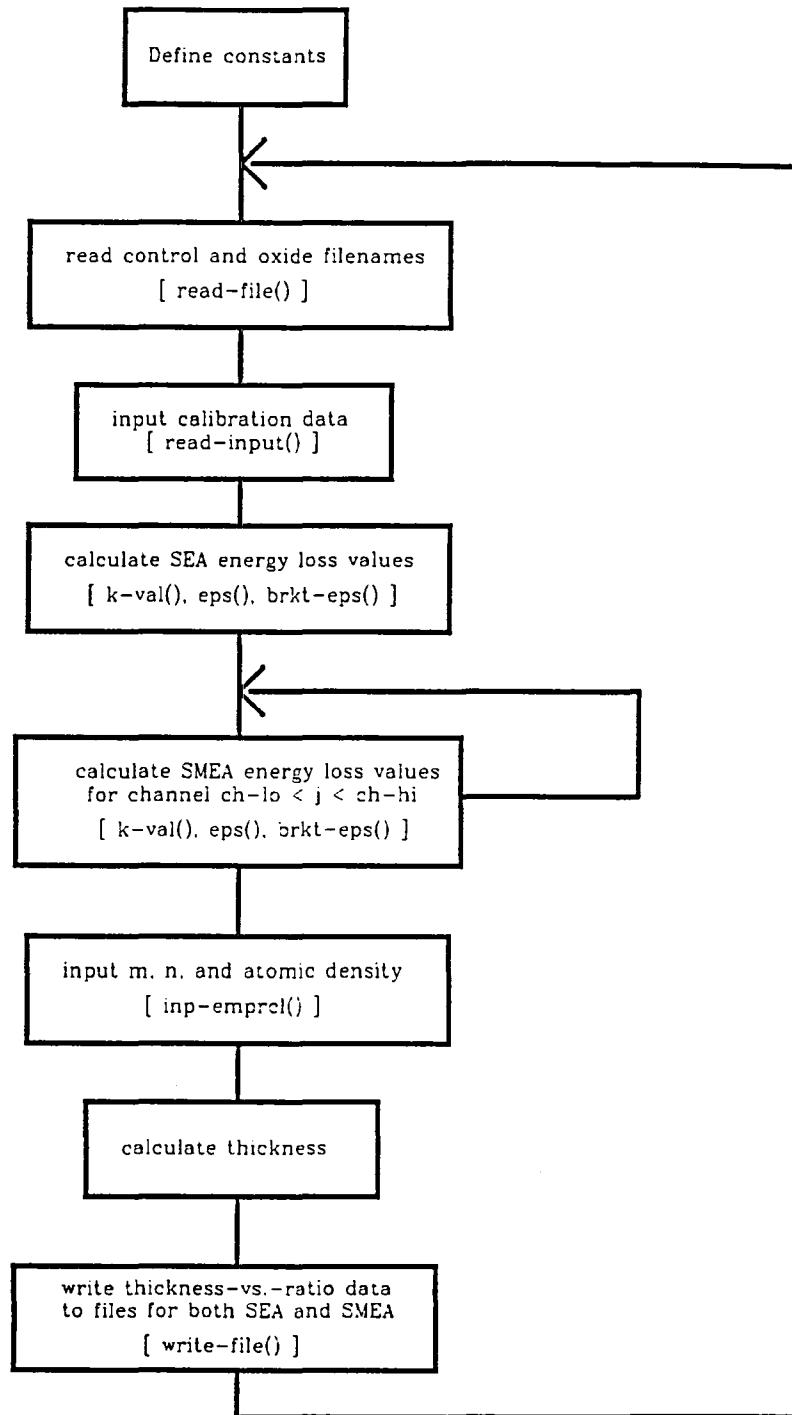 Define constants
read control and oxide filenames
[ read-file() ]
input calibration data
[ read-input() ]
calculate SEA energy loss values
[ k-val(), eps(), brkt-eps() ]
calculate SMEA energy loss values
for channel ch-lo < j < ch-hi
[ k-val(), eps(), brkt-eps() ]
input m, n, and atomic density
[ inp-emprcl() ]
calculate thickness
write thickness-vs.-ratio data
to files for both SEA and SMEA
[ write-file() ]